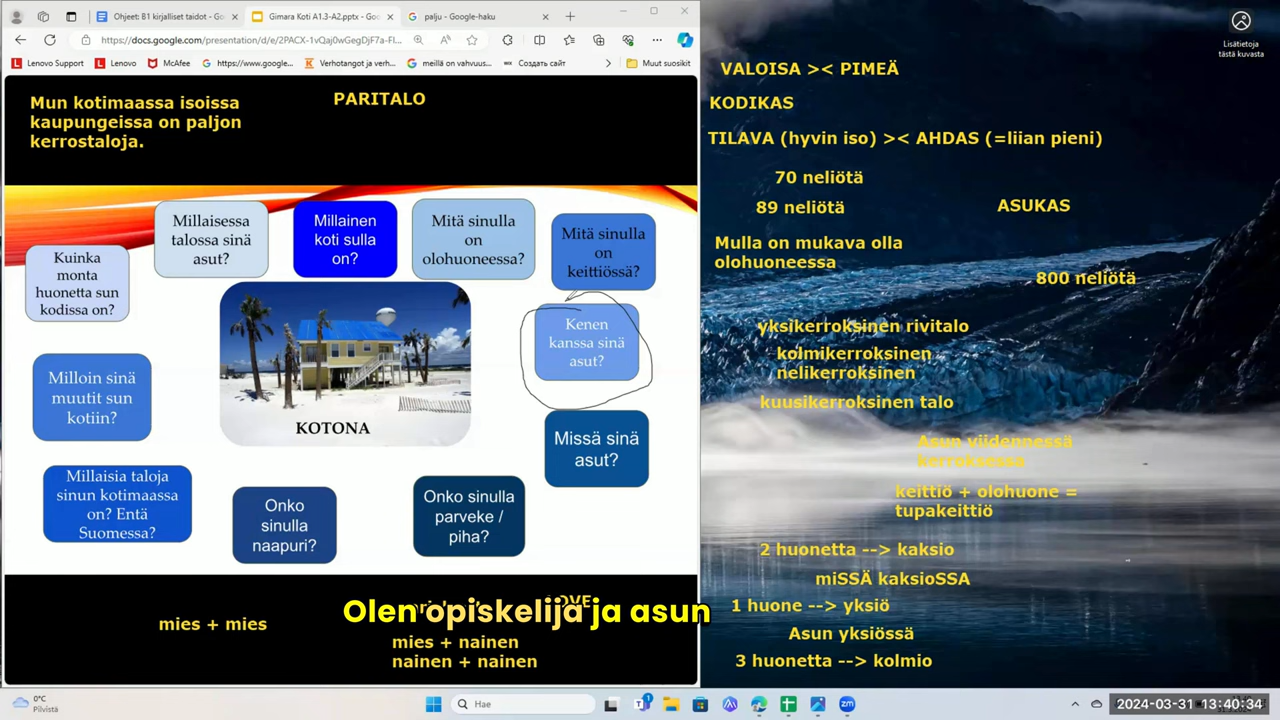 Ohjeet: B1 kirjalliset taidot - Go
Gimara Koti A1.3-A2.pptx - Goo
palju - Google-haku
https://docs.google.com/presentation/d/e/2PACX-1vQaj0wGegDjF7a-Fl...
Lenovo Support
Lenovo
McAfee
https://www.google...
Verhotangot ja verh...
meillä on vahvuus...
Создать сайт
Muut suosikit
Lisätietoja
tästä kuvasta
Mun kotimaassa isoissa
kaupungeissa on paljon
kerrostaloja.
PARITALO
Kuinka
monta
huonetta sun
kodissa on?
Millaisessa
talossa sinä
asut?
Millainen
koti sulla
on?
Mitä sinulla
on
olohuoneessa?
Mitä sinulla
on
keittiössä?
Kenen
kanssa sinä
asut?
Milloin sinä
muutit sun
kotiin?
KOTONA
Missä sinä
asut?
Millaisia taloja
sinun kotimaassa
on? Entä
Suomessa?
Onko
sinulla
naapuri?
Onko sinulla
parveke /
piha?
Olen opiskelija ja asun
mies + mies
mies + nainen
nainen + nainen
VALOISA >< PIMEÄ
KODIKAS
TILAVA (hyvin iso) >< AHDAS (=liian pieni)
70 neliötä
89 neliötä
ASUKAS
Mulla on mukava olla
olohuoneessa
800 neliötä
yksikerroksinen rivitalo
kolmikerroksinen
nelikerroksinen
kuusikerroksinen talo
Asun viidennessä
kerroksessa
keittiö + olohuone =
tupakeittiö
2 huonetta --> kaksio
miSSÄ kaksioSSA
1 huone --> yksiö
Asun yksiössä
3 huonetta --> kolmio
0°C
Pilvistä
Hae
2024-03-31 13:40:34